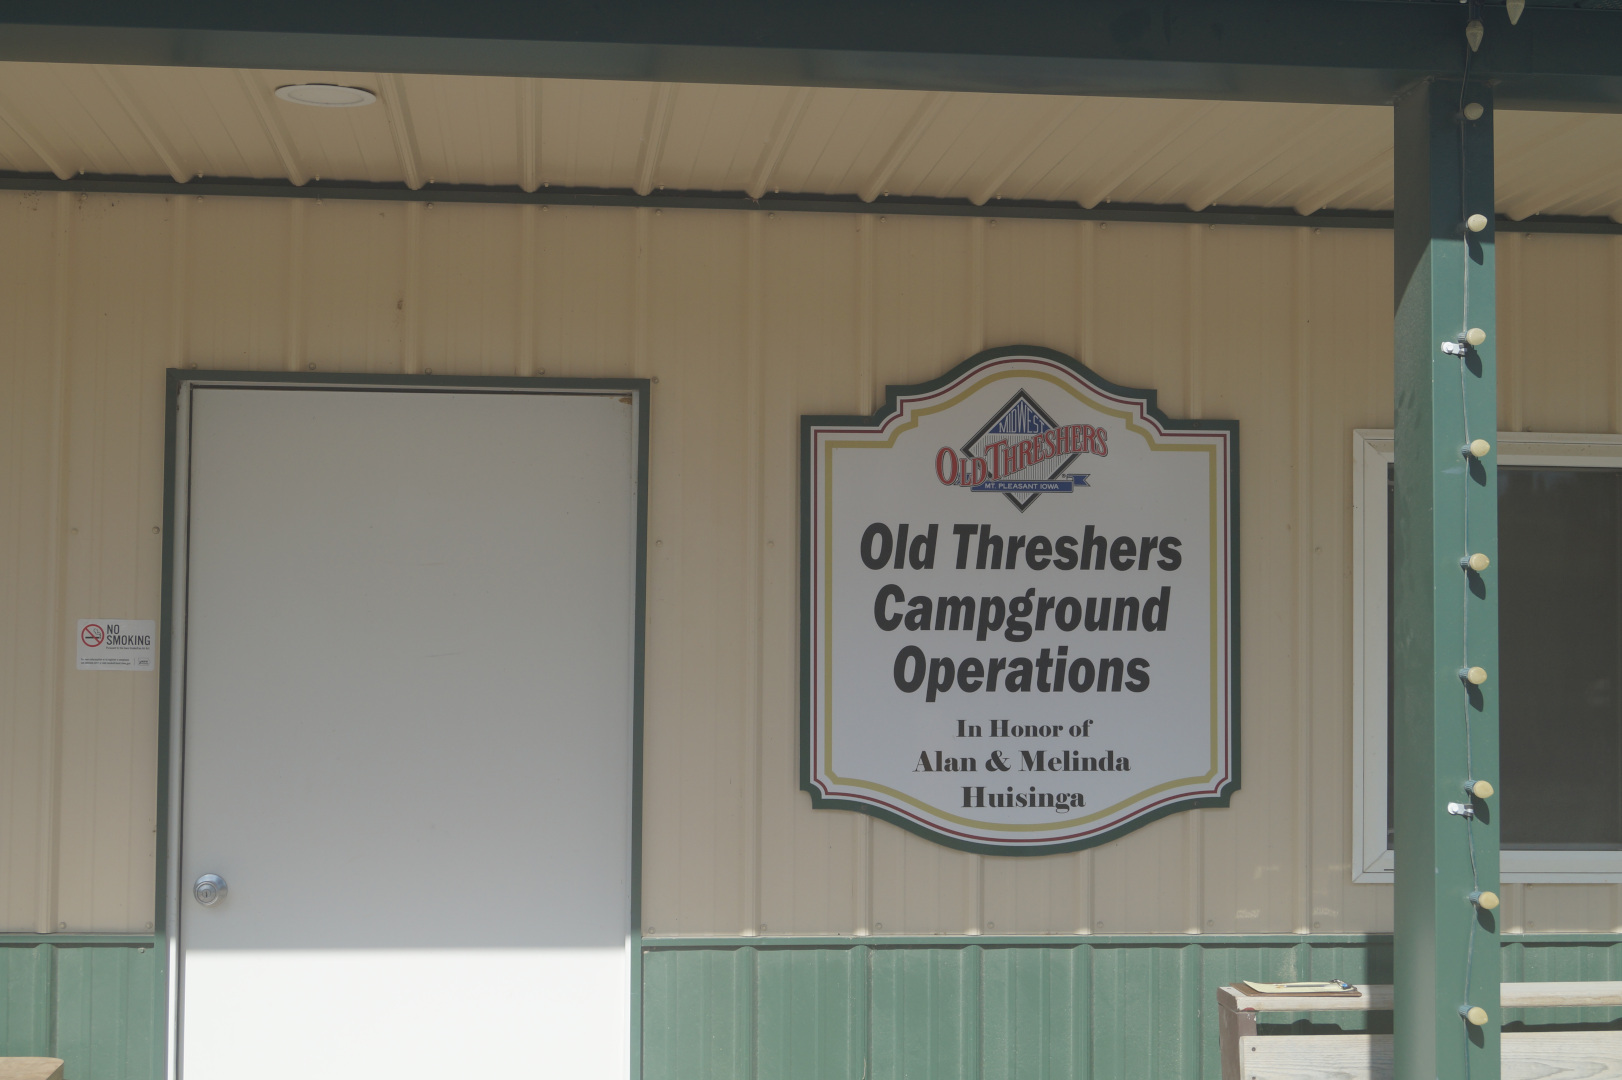 MIDWEST
OLD THRESHERS
MT. PLEASANT IOWA
Old Threshers
Campground
Operations
In Honor of
Alan & Melinda
Huisinga
NO
SMOKING